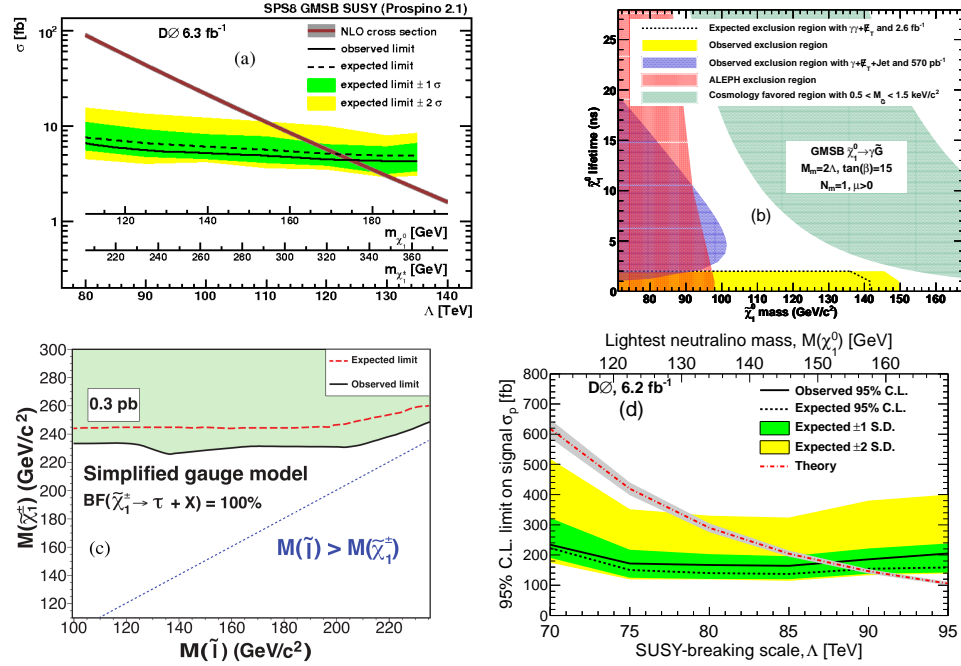 SPS8 GMSB SUSY (Prospino 2.1)
σ [fb]
DØ 6.3 fb⁻¹
(a)
NLO cross section
observed limit
expected limit
expected limit ± 1 σ
expected limit ± 2 σ
10²
10
1
120 140 160 180
m_χ₁⁰ [GeV]
220 240 260 280 300 320 340 360
m_χ₁± [GeV]
80 90 100 110 120 130 140
Λ [TeV]
Expected exclusion region with γγ+E̸_T and 2.6 fb⁻¹
Observed exclusion region
Observed exclusion region with γ+E̸_T+Jet and 570 pb⁻¹
ALEPH exclusion region
Cosmology favored region with 0.5 < M_G̃ < 1.5 keV/c²
χ̃₁⁰ lifetime (ns)
30
25
20
15
10
5
0
GMSB χ̃₁⁰→γG̃
M_m=2Λ, tan(β)=15
N_m=1, μ>0
(b)
80 90 100 110 120 130 140 150 160
χ̃₁⁰ mass (GeV/c²)
300
280
260
240
220
200
180
160
140
120
M(χ̃₁±) (GeV/c²)
Expected limit
Observed limit
0.3 pb
Simplified gauge model
BF(χ̃₁±→ τ + X) = 100%
(c)
M(l̃) > M(χ̃₁±)
100 120 140 160 180 200 220
M(l̃) (GeV/c²)
Lightest neutralino mass, M(χ₁⁰) [GeV]
120 130 140 150 160
95% C.L. limit on signal σ_p [fb]
800
700
600
500
400
300
200
100
0
DØ, 6.2 fb⁻¹
(d)
Observed 95% C.L.
Expected 95% C.L.
Expected ±1 S.D.
Expected ±2 S.D.
Theory
70 75 80 85 90 95
SUSY-breaking scale, Λ [TeV]